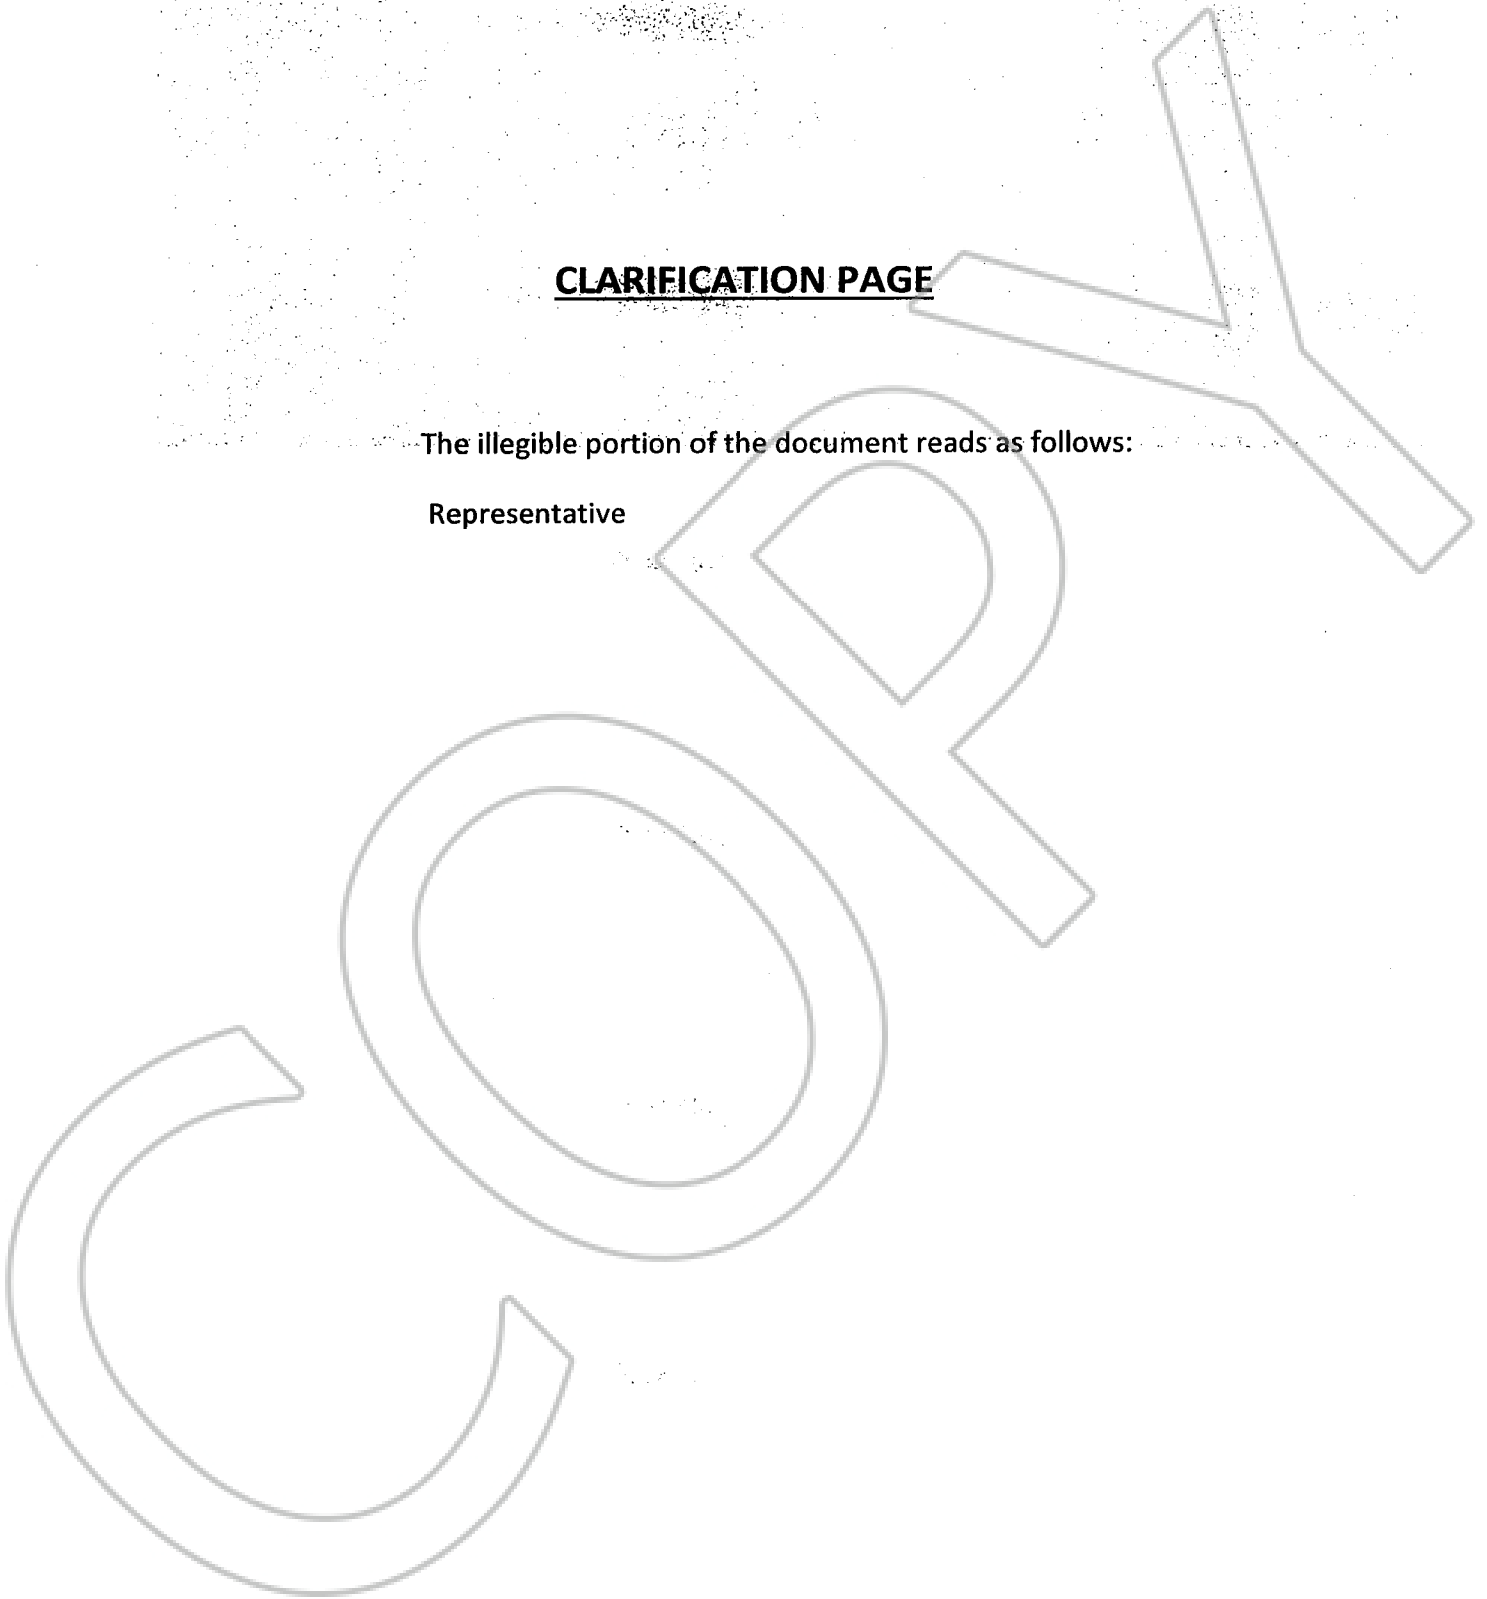 CLARIFICATION PAGE
The illegible portion of the document reads as follows:
Representative
COPY